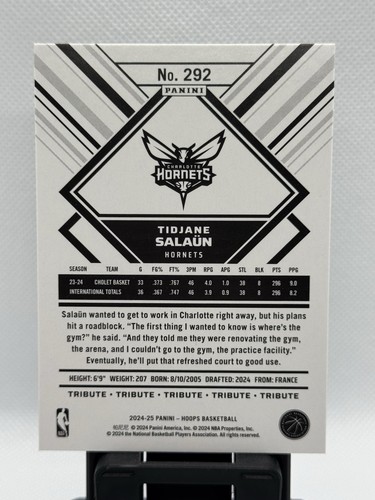 No. 292
PANINI
CHARLOTTE
HORNETS
TIDJANE
SALAÜN
HORNETS
SEASON TEAM G FG% FT% 3PM RPG APG STL BLK PTS PPG
23-24 CHOLET BASKET 33 .373 .767 46 4.0 1.0 38 8 296 9.0
INTERNATIONAL TOTALS 36 .367 .747 46 3.9 0.9 38 8 296 8.2
Salaün wanted to get to work in Charlotte right away, but his plans
hit a roadblock. "The first thing I wanted to know is where's the
gym?" he said. "And they told me they were renovating the gym,
the arena, and I couldn't go to the gym, the practice facility."
Eventually, he'll put that refreshed court to good use.
HEIGHT: 6'9" WEIGHT: 207 BORN: 8/10/2005 DRAFTED: 2024 FROM: FRANCE
TRIBUTE • TRIBUTE • TRIBUTE • TRIBUTE • TRIBUTE •
2024-25 PANINI – HOOPS BASKETBALL
帕尼尼 © 2024 Panini America, Inc. © 2024 NBA Properties, Inc.
© 2024 the National Basketball Players Association. All rights reserved.